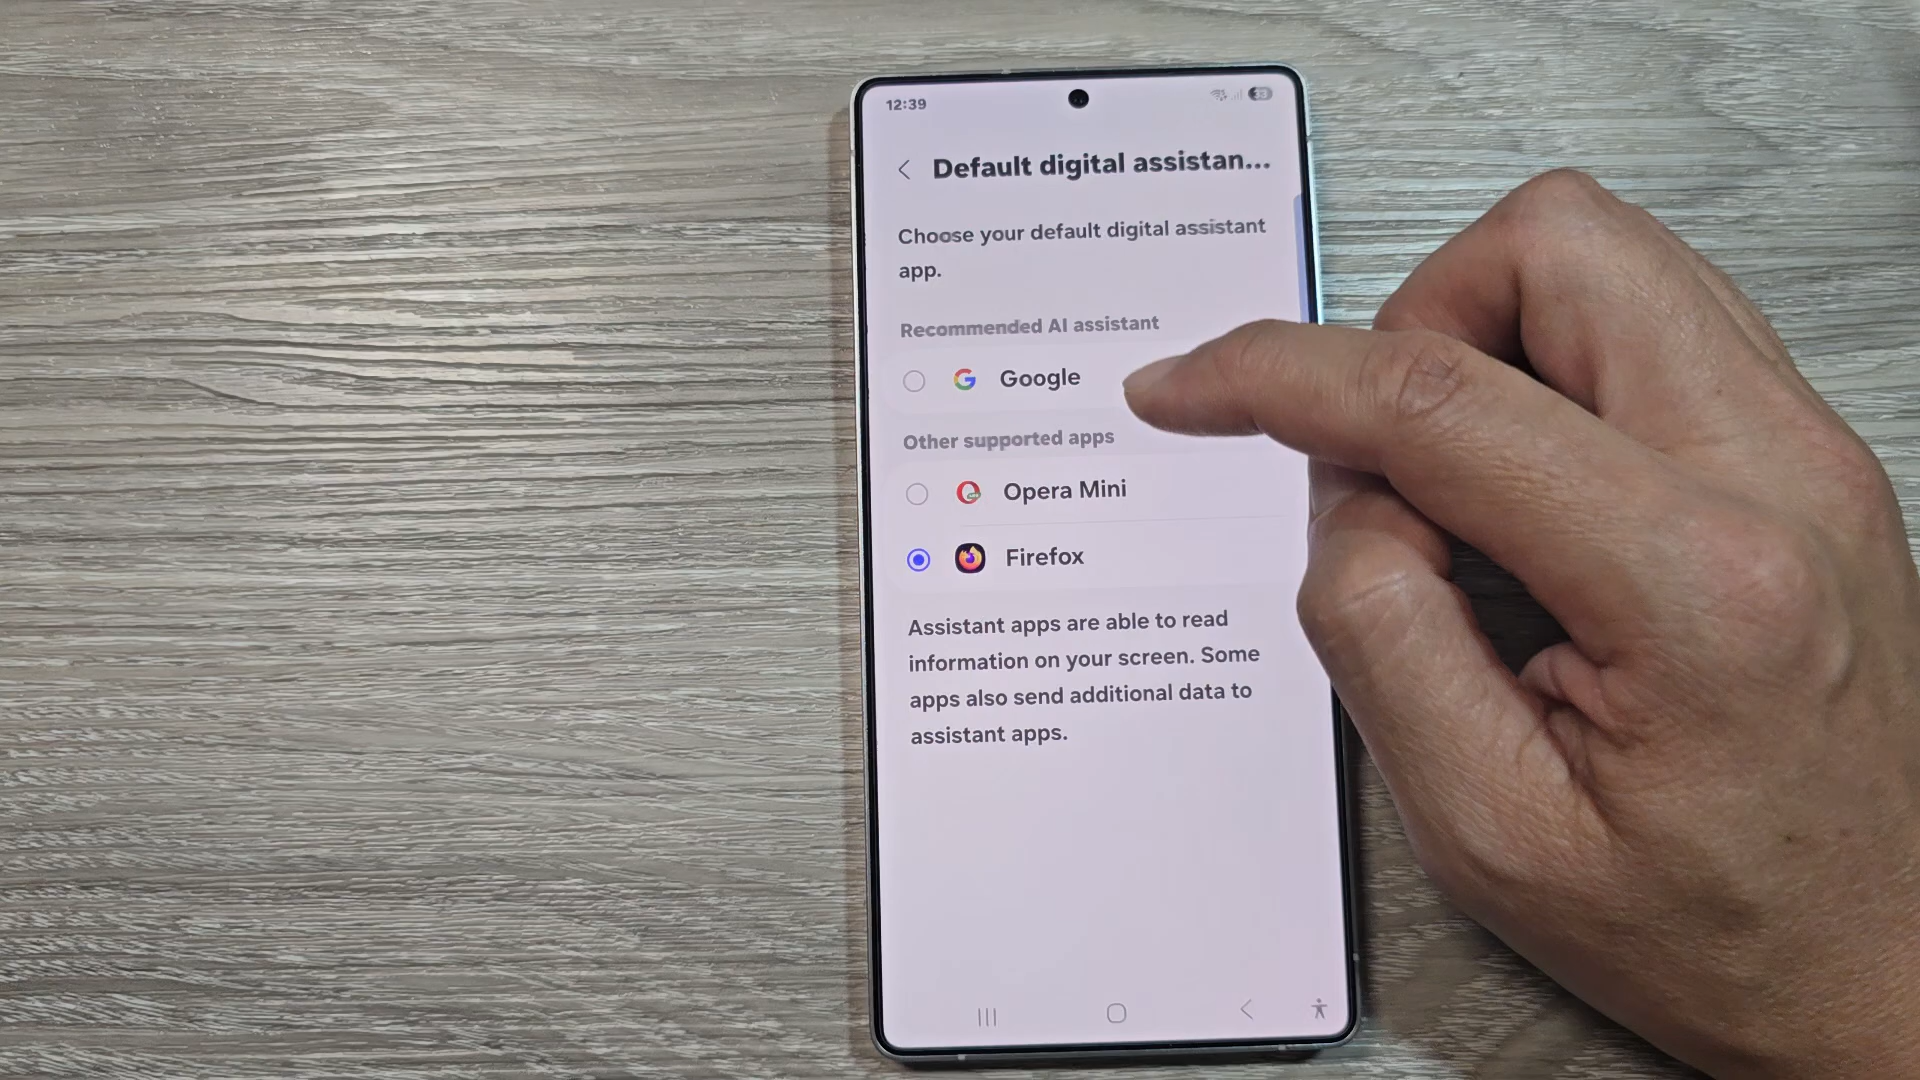 12:39
33
Default digital assistan...
Choose your default digital assistant
app.
Recommended AI assistant
Google
Other supported apps
Opera Mini
Firefox
Assistant apps are able to read
information on your screen. Some
apps also send additional data to
assistant apps.